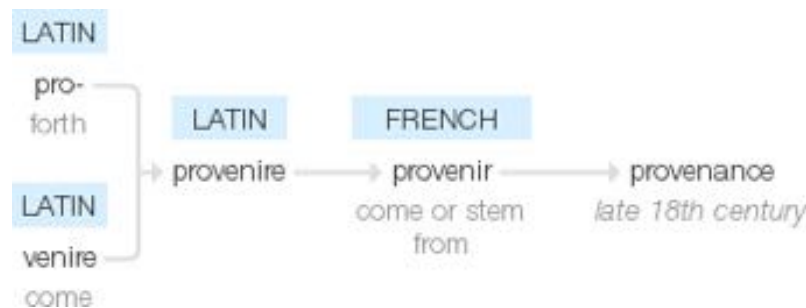 LATIN
pro-
forth
LATIN
venire
come
LATIN
provenire
FRENCH
provenir
come or stem
from
provenance
late 18th century